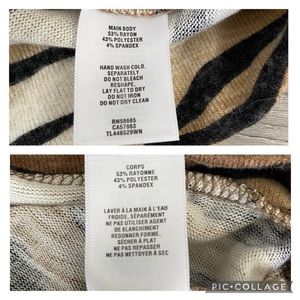 MAIN BODY
53% RAYON
43% POLYESTER
4% SPANDEX
HAND WASH COLD,
SEPARATELY
DO NOT BLEACH
RESHAPE,
LAY FLAT TO DRY
DO NOT IRON
DO NOT DRY CLEAN
RN58665
CA57963
TL446529WN
CORPS
53% RAYONNE
43% POLYESTER
4% SPANDEX
LAVER À LA MAIN À L'EAU
FROIDE, SÉPARÉMENT
NE PAS UTILISER AGENT
DE BLANCHIMENT
REDONNER FORME,
SÉCHER À PLAT
NE PAS REPASSER
NE PAS NETTOYER À SEC
PIC•COLLAGE